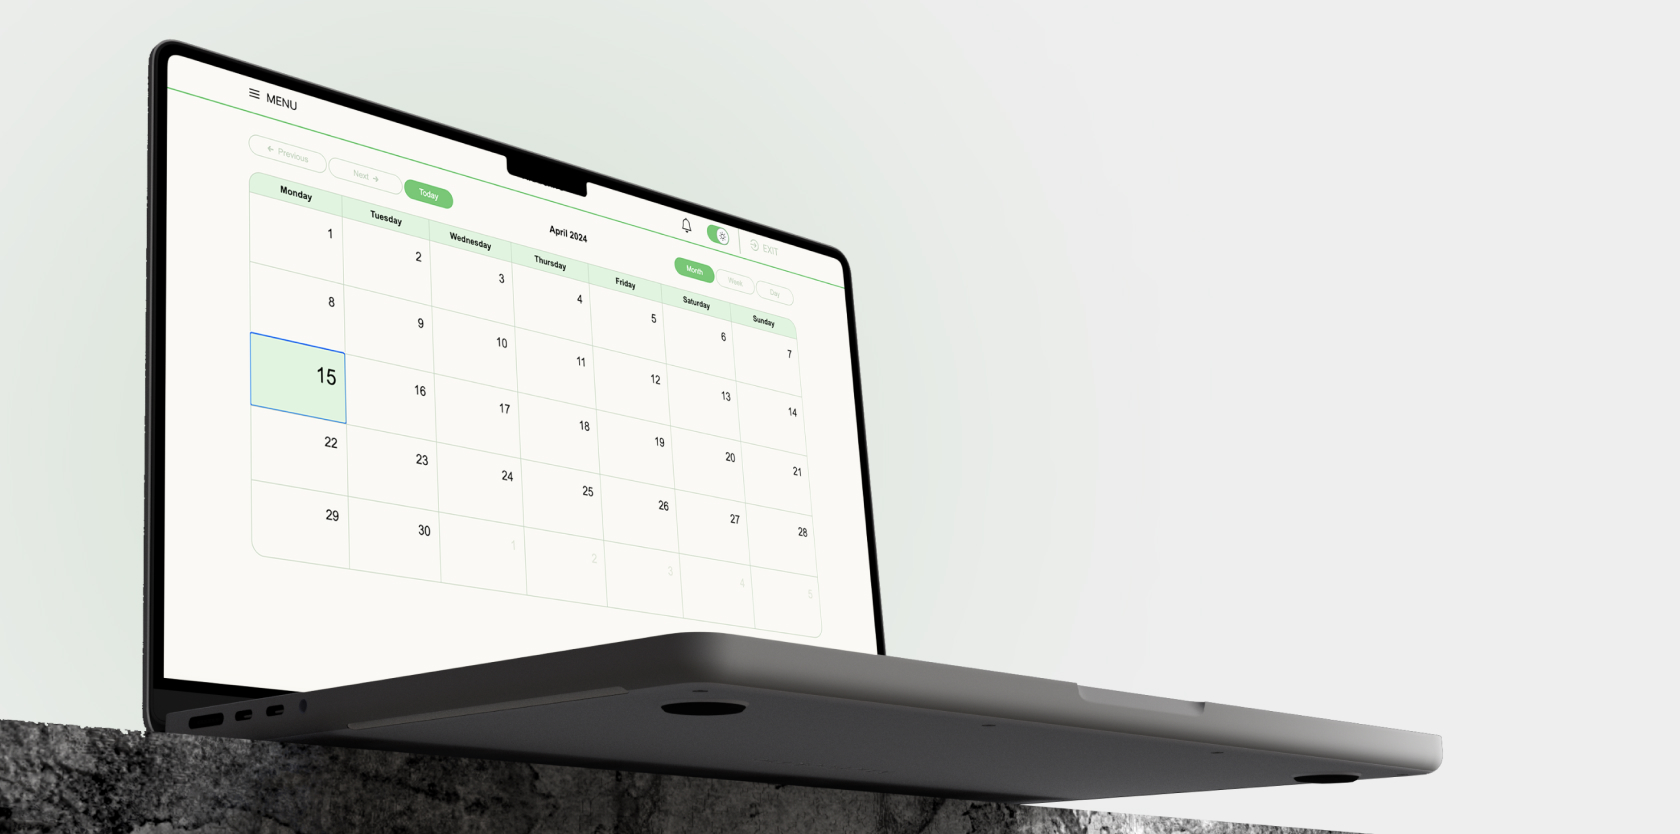 MENU
EXIT
Previous
Next
Today
April 2024
Month
Week
Day
Monday Tuesday Wednesday Thursday Friday Saturday Sunday
1 2 3 4 5 6 7
8 9 10 11 12 13 14
15 16 17 18 19 20 21
22 23 24 25 26 27 28
29 30 1 2 3 4 5